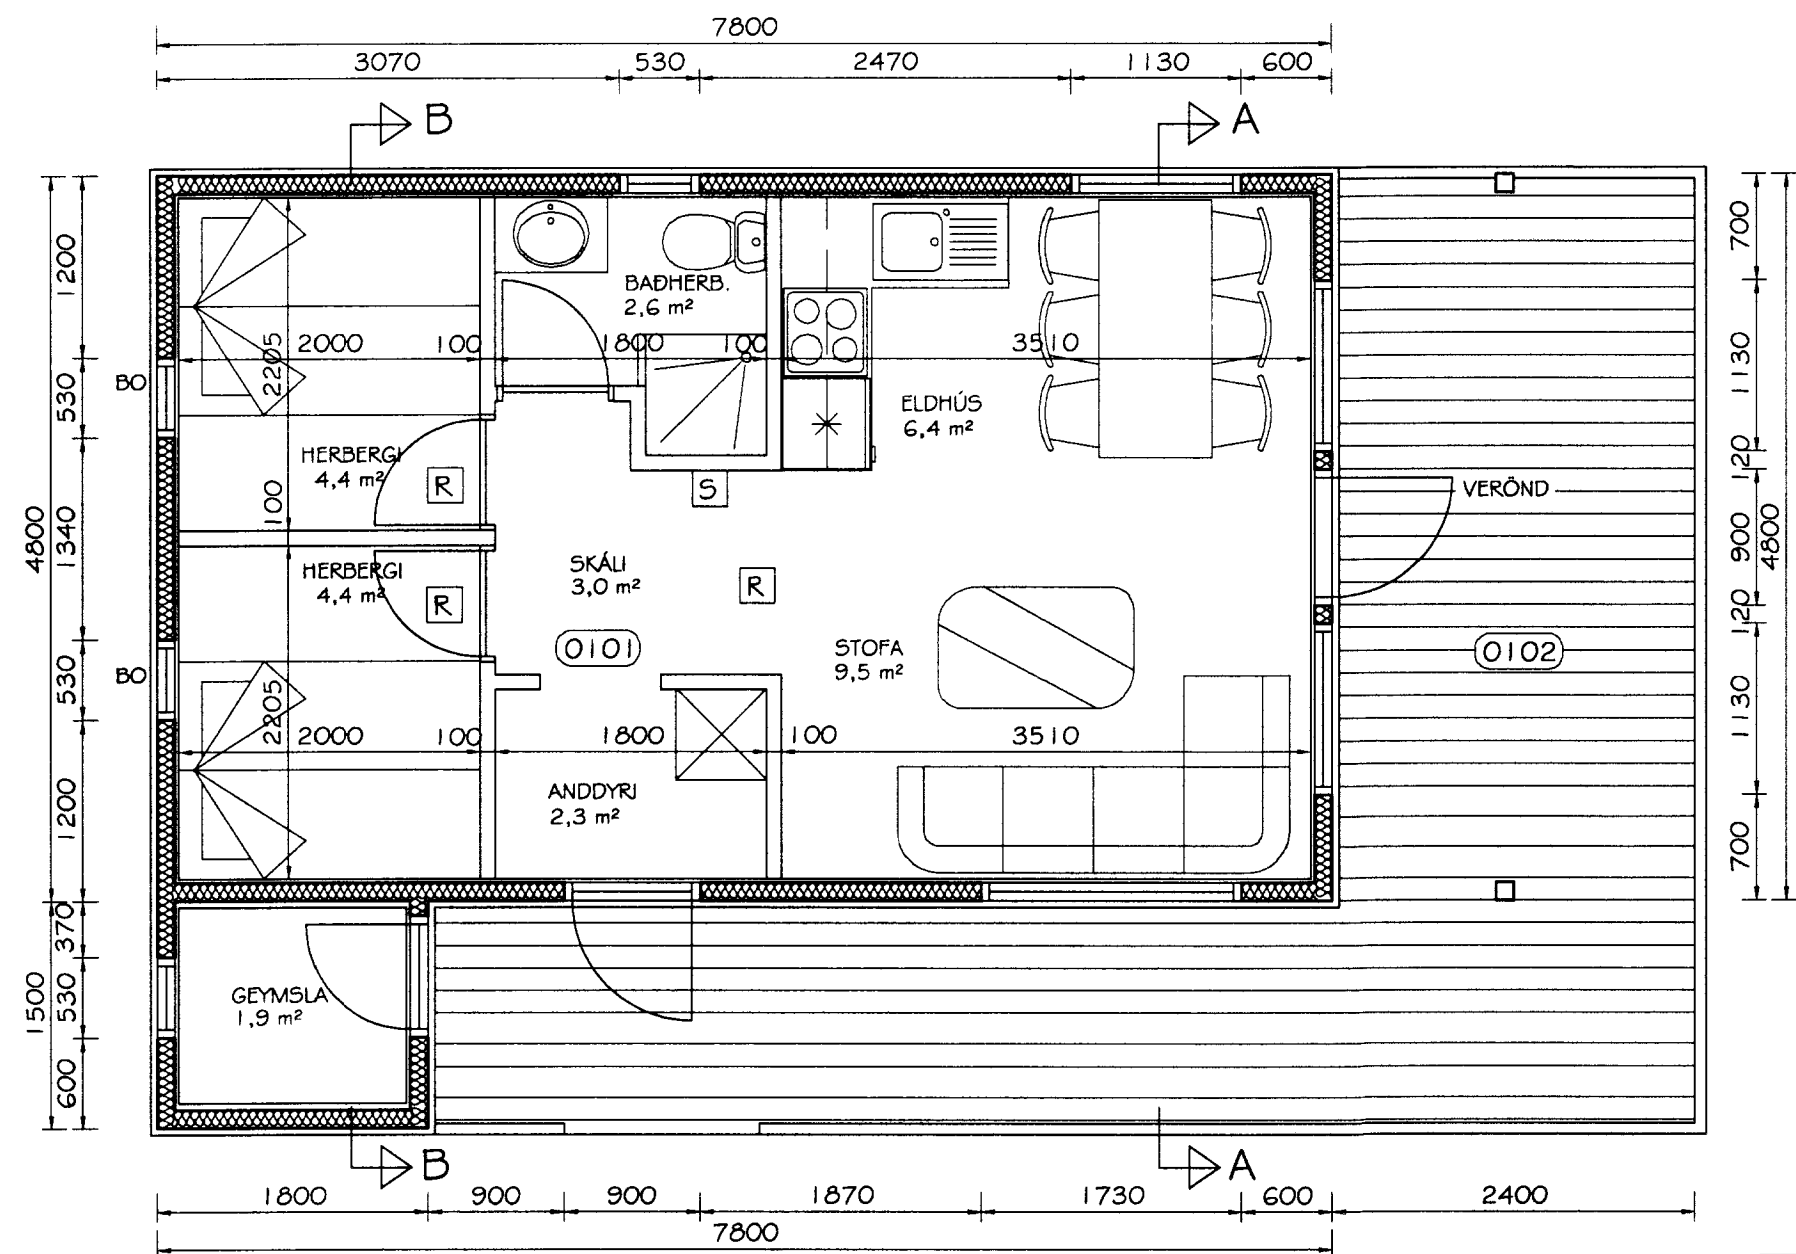 7800
3070 530 2470 1130 600
B A
1200
530
1340
530
1200
4800
370
530
600
1500
BO
BO
BAÐHERB.
2,6 m²
2000 100 1800 100 3510
2205
ELDHÚS
6,4 m²
HERBERGI
4,4 m²
R
S
100
HERBERGI
4,4 m²
R
SKÁLI
3,0 m²
R
0101
STOFA
9,5 m²
VERÖND
0102
2205
2000 100 1800 100 3510
ANDDYRI
2,3 m²
GEYMSLA
1,9 m²
700
1130
120
900
120
1130
700
4800
B A
1800 900 900 1870 1730 600 2400
7800